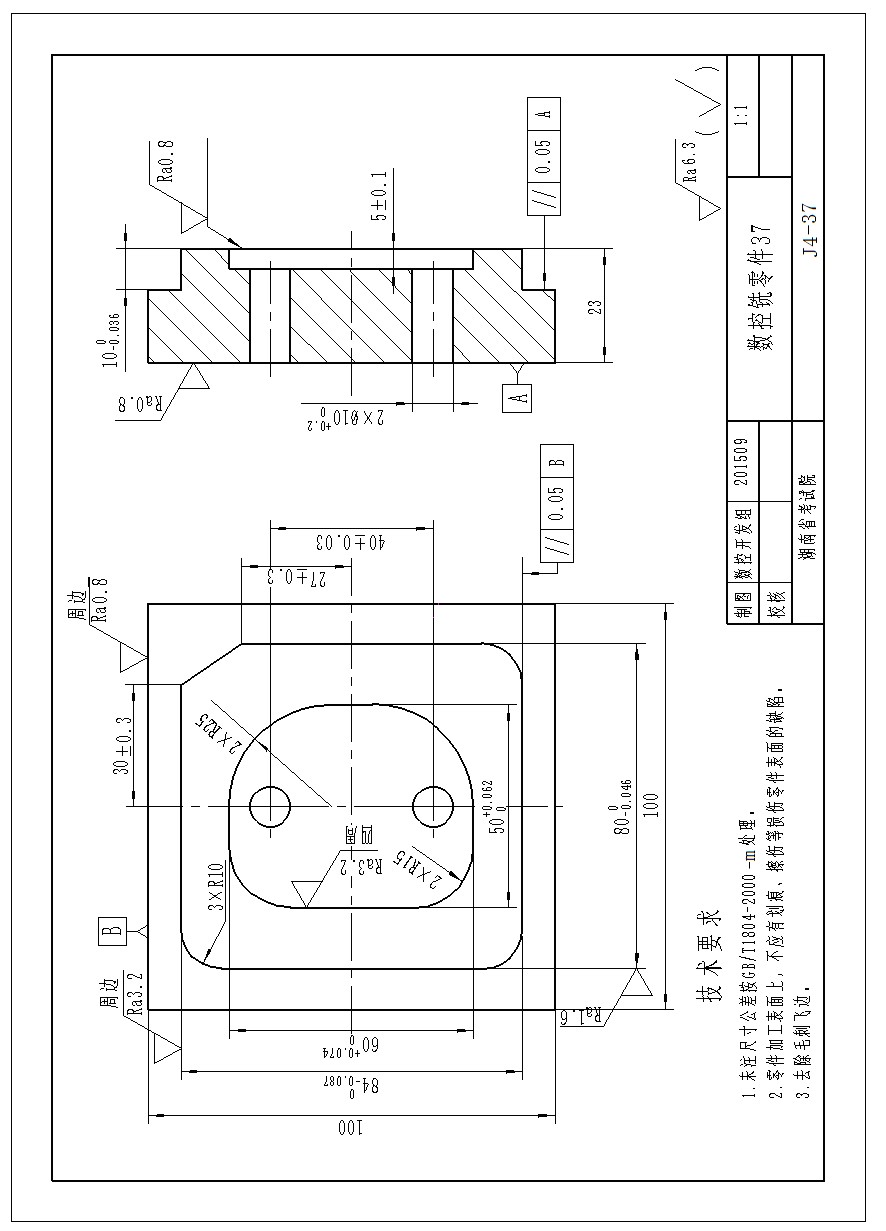 周边
Ra3.2
B
30±0.3
周边
Ra0.8
3×R10
2×R25
四周
Ra3.2
2×R15
27±0.3
40±0.03
50 +0.062 0
80 0 -0.046
100
60 +0.074 0
84 0 -0.087
100
Ra1.6
// 0.05 B
10 0 -0.036
Ra0.8
Ra0.8
5±0.1
2×Ø10 +0.2 0
23
A
// 0.05 A
Ra6.3 (√)
技术要求
1.未注尺寸公差按GB/T1804-2000-m处理。
2.零件加工表面上,不应有划痕、擦伤等损伤零件表面的缺陷。
3.去除毛刺飞边。
制图 数控开发组 201509
数控铣零件37
1:1
校核
湖南省考试院
J4-37